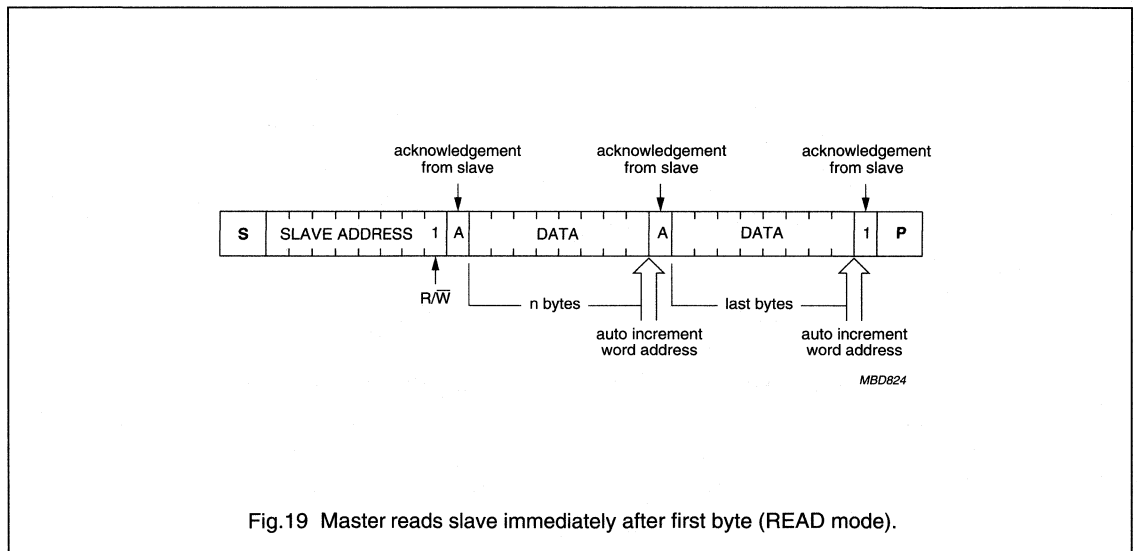 acknowledgement
from slave
acknowledgement
from slave
acknowledgement
from slave
S SLAVE ADDRESS 1 A DATA A DATA 1 P
R/W̅
n bytes
last bytes
auto increment
word address
auto increment
word address
MBD824
Fig.19 Master reads slave immediately after first byte (READ mode).